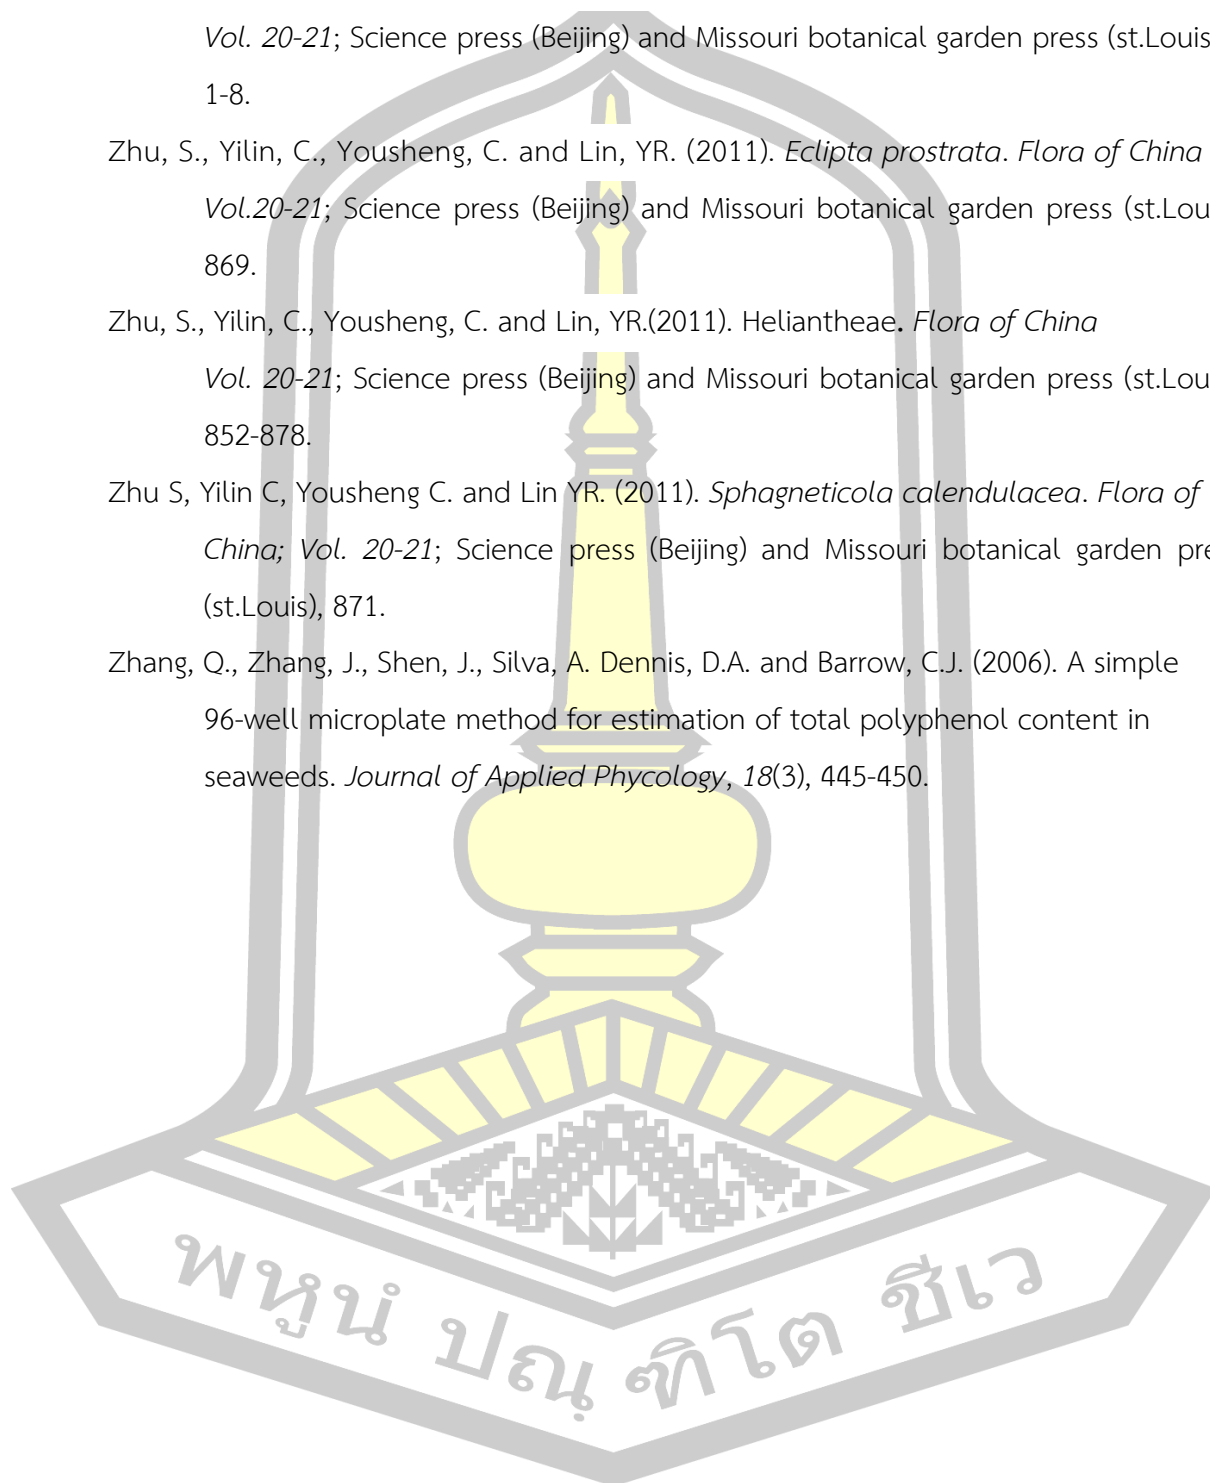 Vol. 20-21; Science press (Beijing) and Missouri botanical garden press (st.Louis
1-8.
Zhu, S., Yilin, C., Yousheng, C. and Lin, YR. (2011). Eclipta prostrata. Flora of China
Vol.20-21; Science press (Beijing) and Missouri botanical garden press (st.Lou
869.
Zhu, S., Yilin, C., Yousheng, C. and Lin, YR.(2011). Heliantheae. Flora of China
Vol. 20-21; Science press (Beijing) and Missouri botanical garden press (st.Lou
852-878.
Zhu S, Yilin C, Yousheng C. and Lin YR. (2011). Sphagneticola calendulacea. Flora of
China; Vol. 20-21; Science press (Beijing) and Missouri botanical garden pre
(st.Louis), 871.
Zhang, Q., Zhang, J., Shen, J., Silva, A. Dennis, D.A. and Barrow, C.J. (2006). A simple
96-well microplate method for estimation of total polyphenol content in
seaweeds. Journal of Applied Phycology, 18(3), 445-450.
พหูนํ ปณฺ ฑิโต ชีเว